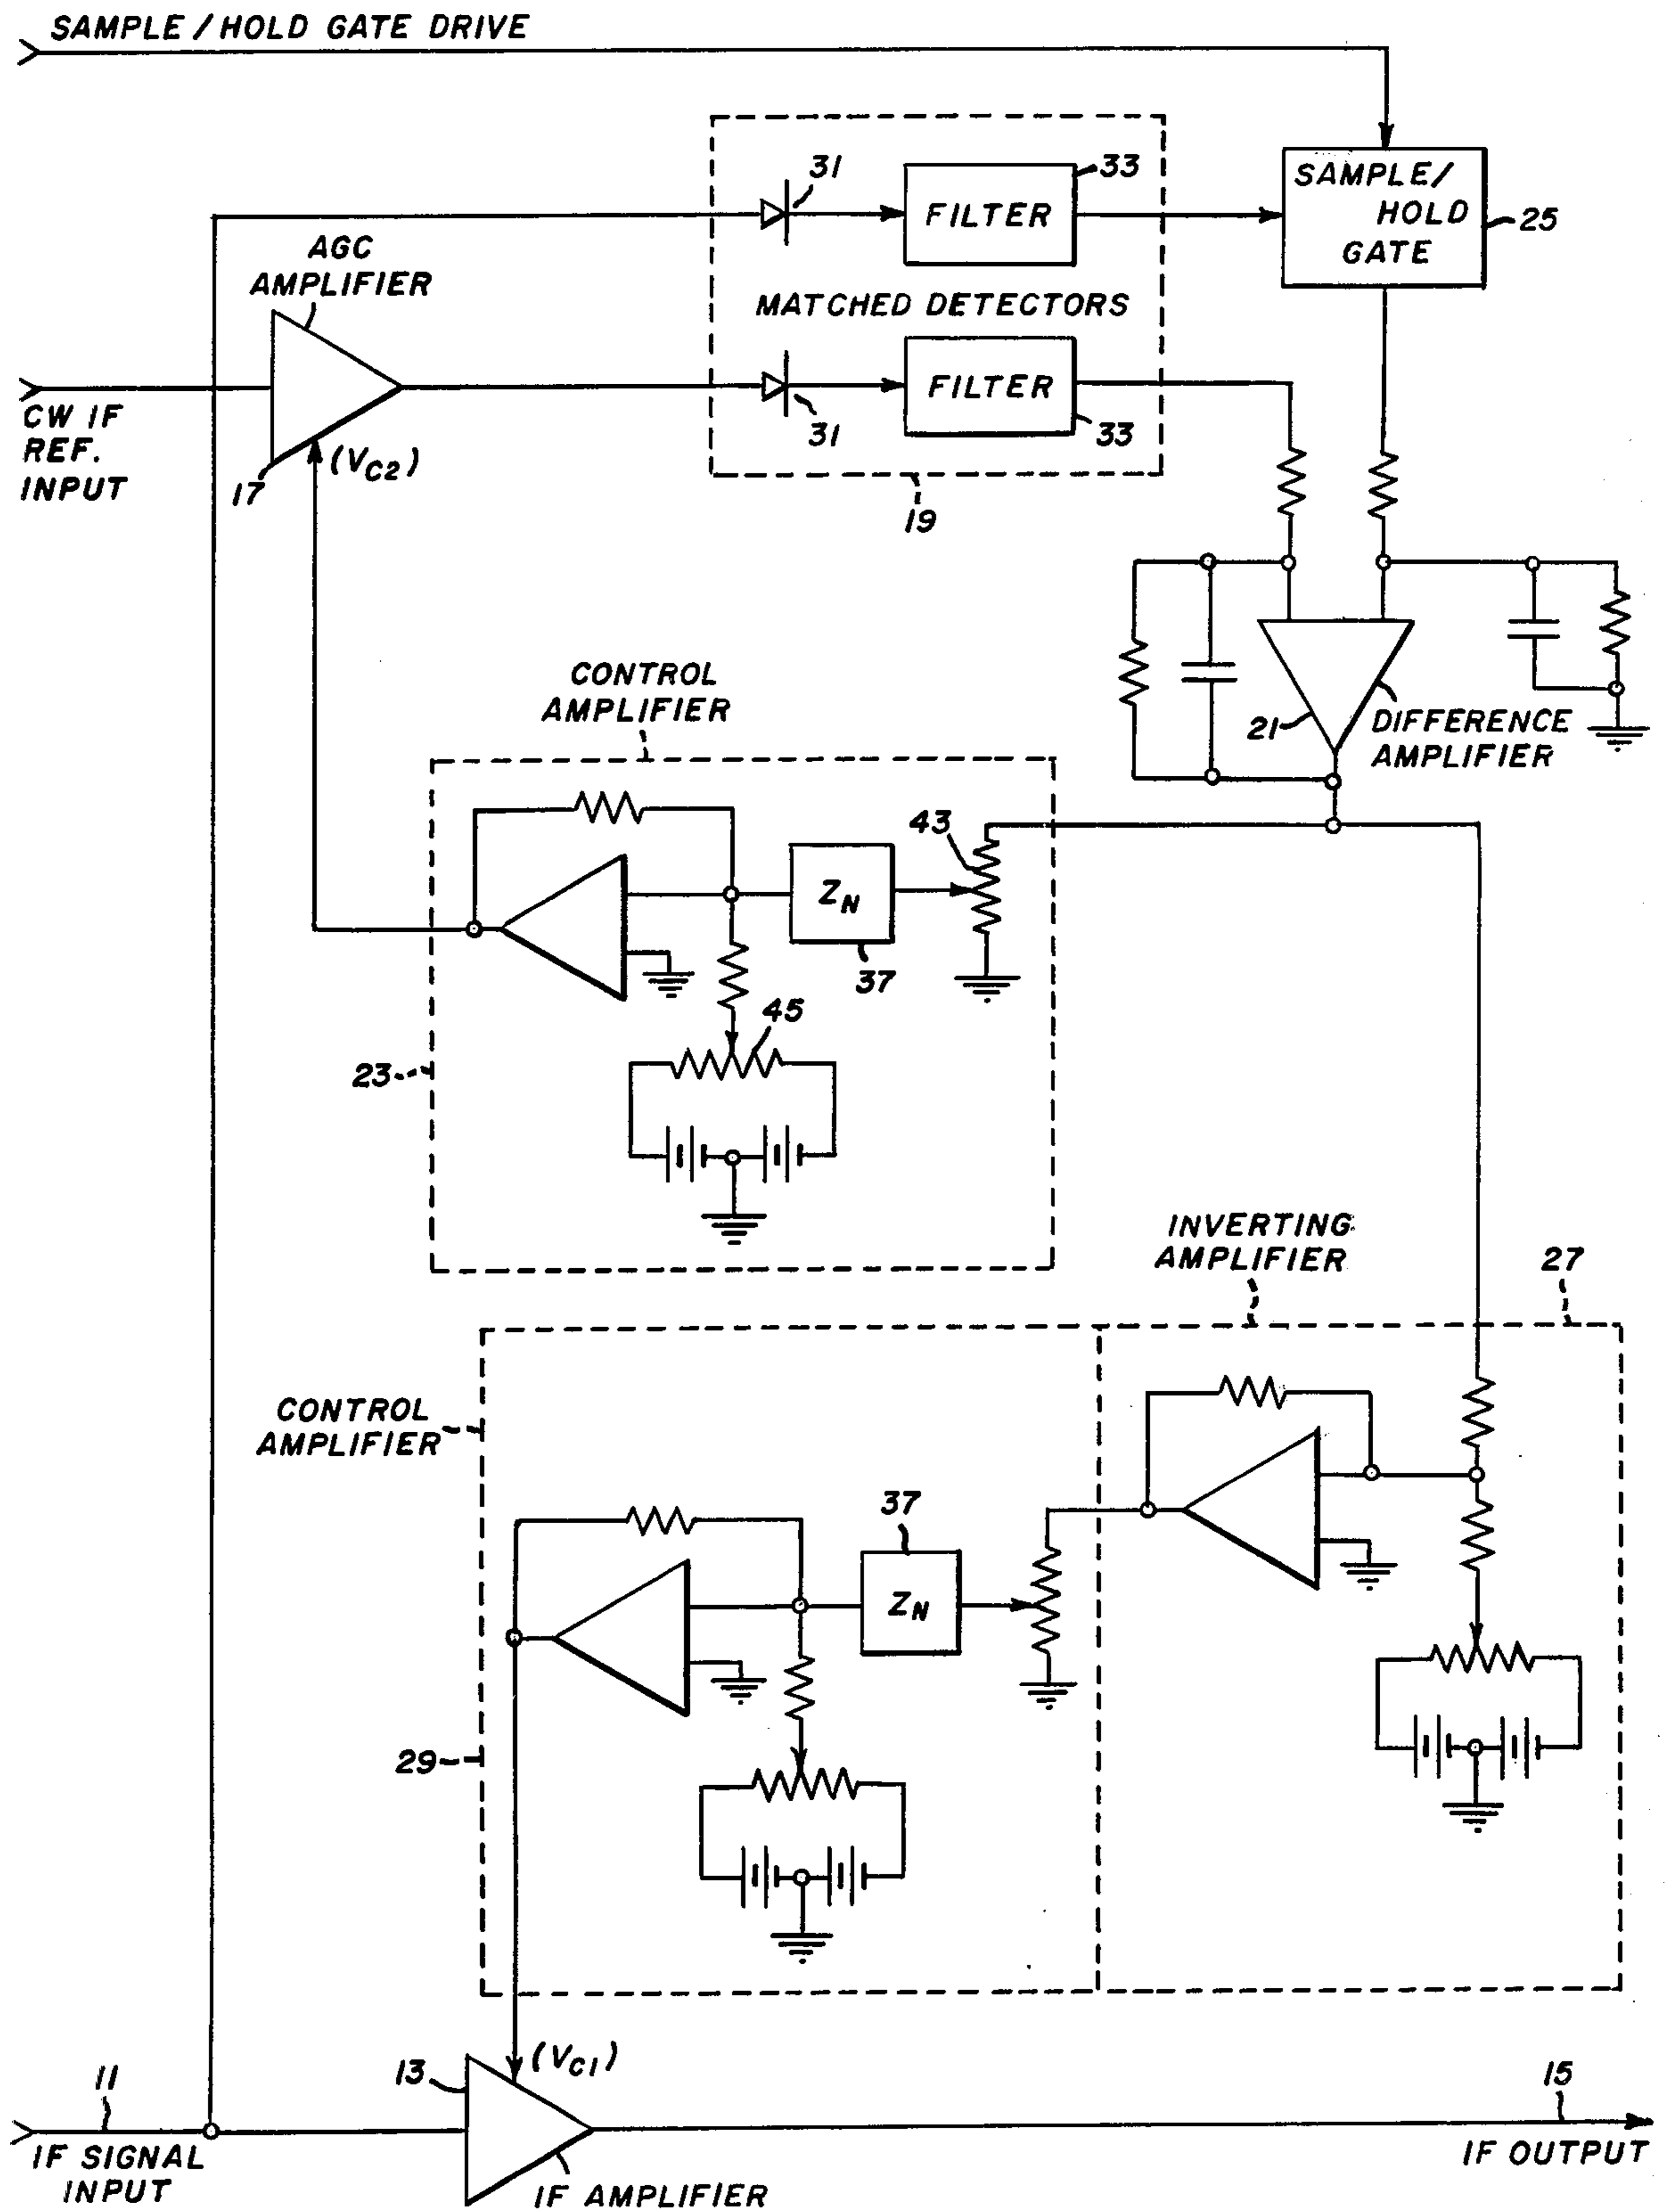 SAMPLE / HOLD GATE DRIVE
31
33
FILTER
SAMPLE /
HOLD
GATE
25
AGC
AMPLIFIER
MATCHED DETECTORS
CW IF
REF.
INPUT
17
(VC2)
31
FILTER
33
19
CONTROL
AMPLIFIER
21
DIFFERENCE
AMPLIFIER
43
ZN
37
45
23
INVERTING
AMPLIFIER
27
CONTROL
AMPLIFIER
37
ZN
29
(VC1)
13
11
15
IF SIGNAL
INPUT
IF OUTPUT
IF AMPLIFIER